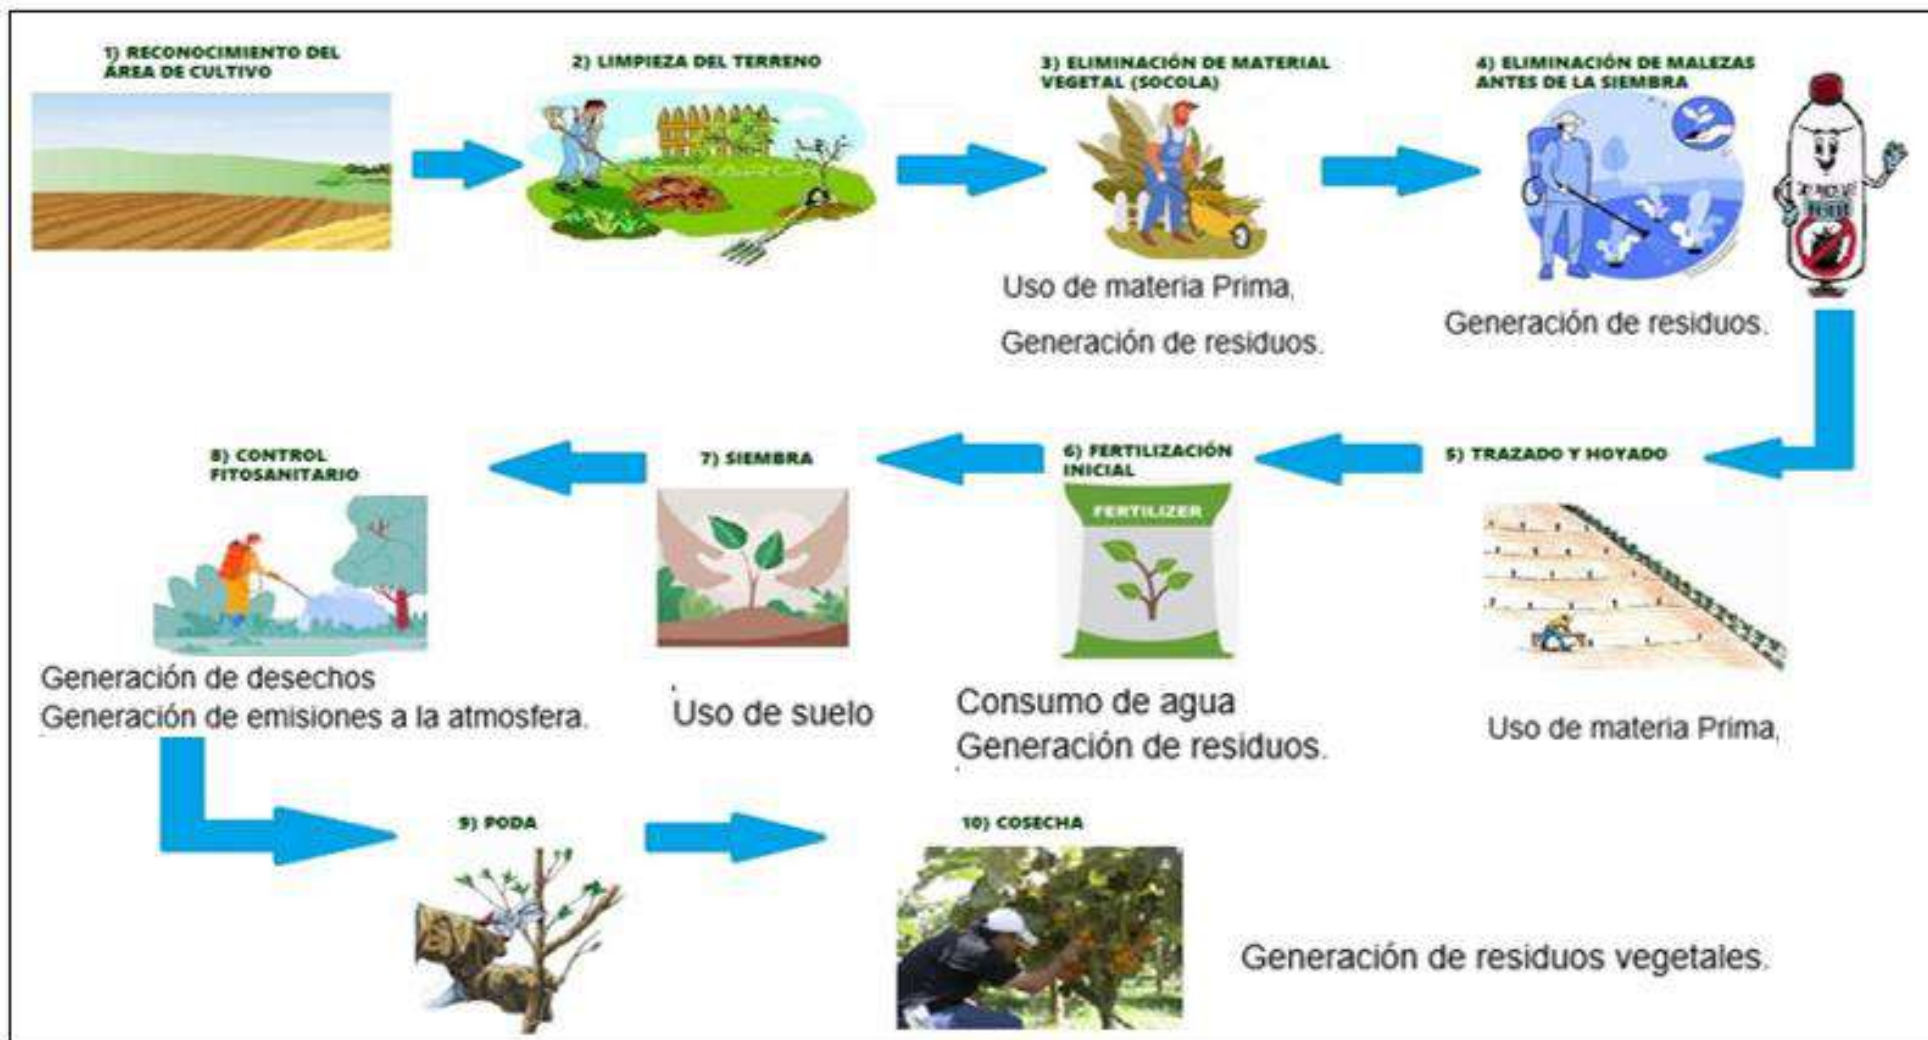 1) RECONOCIMIENTO DEL
ÁREA DE CULTIVO
2) LIMPIEZA DEL TERRENO
3) ELIMINACIÓN DE MATERIAL
VEGETAL (SOCOLA)
Uso de materia Prima,
Generación de residuos.
4) ELIMINACIÓN DE MALEZAS
ANTES DE LA SIEMBRA
Generación de residuos.
5) TRAZADO Y HOYADO
Uso de materia Prima,
6) FERTILIZACIÓN
INICIAL
FERTILIZER
Consumo de agua
Generación de residuos.
7) SIEMBRA
Uso de suelo
8) CONTROL
FITOSANITARIO
Generación de desechos
Generación de emisiones a la atmosfera.
9) PODA
10) COSECHA
Generación de residuos vegetales.